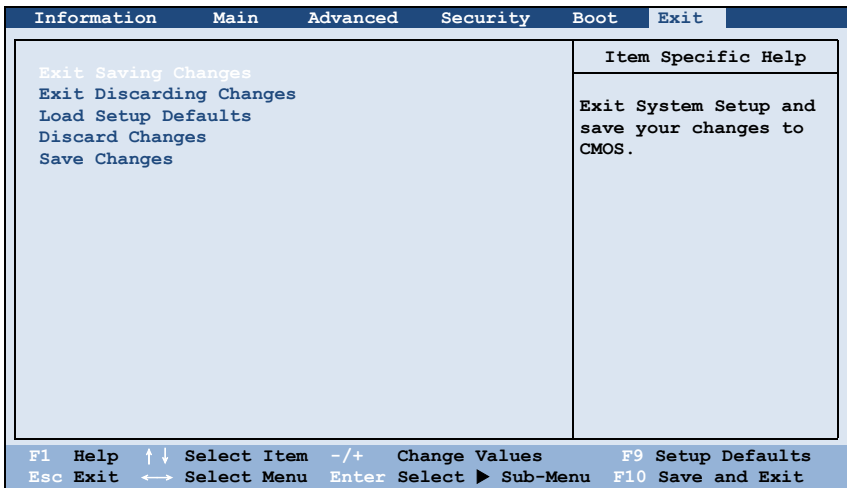 Information Main Advanced Security Boot Exit
Exit Saving Changes
Exit Discarding Changes
Load Setup Defaults
Discard Changes
Save Changes
Item Specific Help
Exit System Setup and
save your changes to
CMOS.
F1 Help ↑↓ Select Item -/+ Change Values F9 Setup Defaults
Esc Exit ←→ Select Menu Enter Select ▶ Sub-Menu F10 Save and Exit